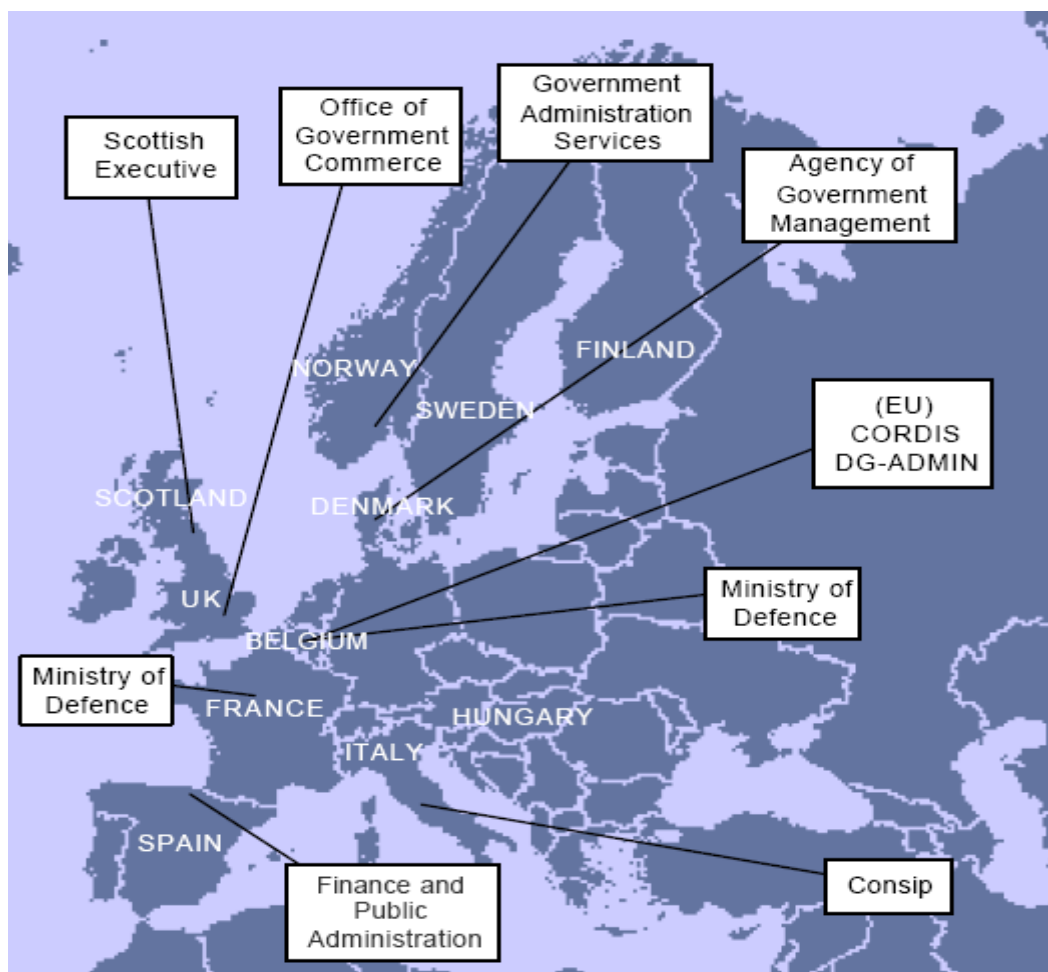 Government
Administration
Services
Office of
Government
Commerce
Scottish
Executive
Agency of
Government
Management
NORWAY
FINLAND
SWEDEN
(EU)
CORDIS
DG-ADMIN
SCOTLAND
DENMARK
UK
Ministry of
Defence
BELGIUM
Ministry of
Defence
FRANCE
HUNGARY
ITALY
SPAIN
Finance and
Public
Administration
Consip